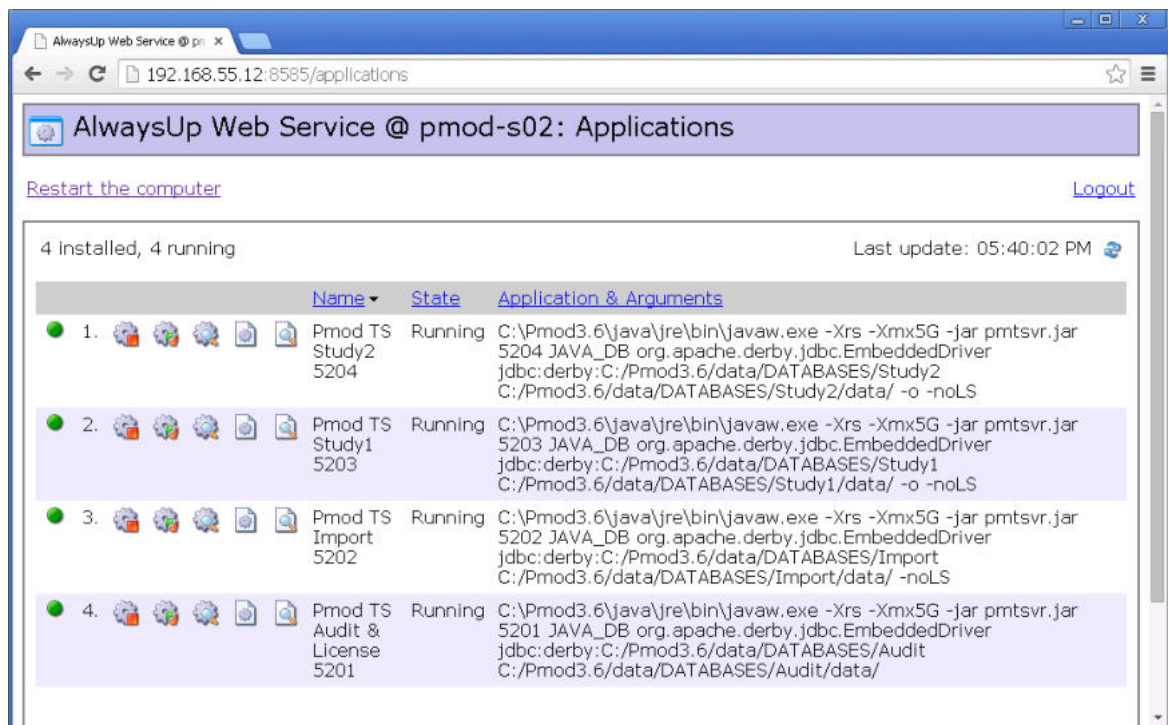 AlwaysUp Web Service @ pr
192.168.55.12:8585/applications
AlwaysUp Web Service @ pmod-s02: Applications
Restart the computer
Logout
4 installed, 4 running
Last update: 05:40:02 PM
Name State Application & Arguments
1. Pmod TS Running C:\Pmod3.6\java\jre\bin\javaw.exe -Xrs -Xmx5G -jar pmtsvr.jar
Study2 5204 JAVA_DB org.apache.derby.jdbc.EmbeddedDriver
5204 jdbc:derby:C:/Pmod3.6/data/DATABASES/Study2
C:/Pmod3.6/data/DATABASES/Study2/data/ -o -noLS
2. Pmod TS Running C:\Pmod3.6\java\jre\bin\javaw.exe -Xrs -Xmx5G -jar pmtsvr.jar
Study1 5203 JAVA_DB org.apache.derby.jdbc.EmbeddedDriver
5203 jdbc:derby:C:/Pmod3.6/data/DATABASES/Study1
C:/Pmod3.6/data/DATABASES/Study1/data/ -o -noLS
3. Pmod TS Running C:\Pmod3.6\java\jre\bin\javaw.exe -Xrs -Xmx5G -jar pmtsvr.jar
Import 5202 JAVA_DB org.apache.derby.jdbc.EmbeddedDriver
5202 jdbc:derby:C:/Pmod3.6/data/DATABASES/Import
C:/Pmod3.6/data/DATABASES/Import/data/ -noLS
4. Pmod TS Running C:\Pmod3.6\java\jre\bin\javaw.exe -Xrs -Xmx5G -jar pmtsvr.jar
Audit & 5201 JAVA_DB org.apache.derby.jdbc.EmbeddedDriver
License jdbc:derby:C:/Pmod3.6/data/DATABASES/Audit
5201 C:/Pmod3.6/data/DATABASES/Audit/data/